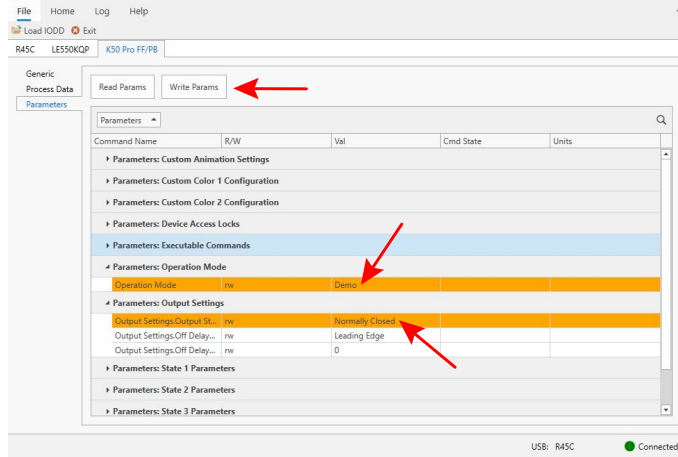 File Home Log Help
Load IODD Exit
R45C LE550KQP K50 Pro FF/PB
Generic
Process Data
Parameters
Read Params Write Params
Parameters
Command Name R/W Val Cmd State Units
Parameters: Custom Animation Settings
Parameters: Custom Color 1 Configuration
Parameters: Custom Color 2 Configuration
Parameters: Device Access Locks
Parameters: Executable Commands
Parameters: Operation Mode
Operation Mode rw Demo
Parameters: Output Settings
Output Settings.Output St... rw Normally Closed
Output Settings.Off Delay... rw Leading Edge
Output Settings.Off Delay... rw 0
Parameters: State 1 Parameters
Parameters: State 2 Parameters
Parameters: State 3 Parameters
USB: R45C Connected